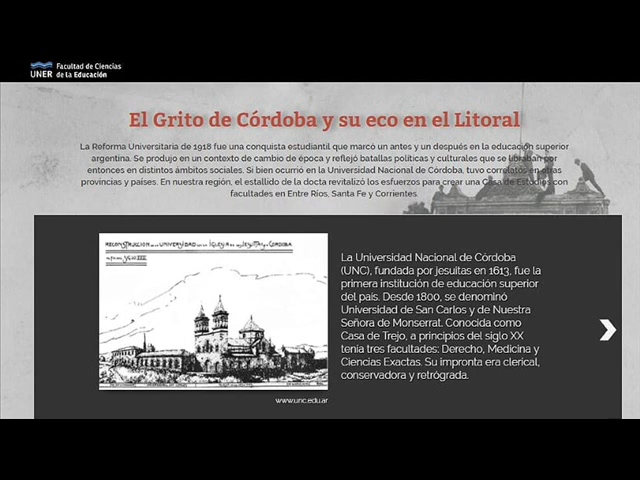 UNER
Facultad de Ciencias
de la Educación
El Grito de Córdoba y su eco en el Litoral
La Reforma Universitaria de 1918 fue una conquista estudiantil que marcó un antes y un después en la educación superior
argentina. Se produjo en un contexto de cambio de época y reflejó batallas políticas y culturales que se libraban por
entonces en distintos ámbitos sociales. Si bien ocurrió en la Universidad Nacional de Córdoba, tuvo correlatos en otras
provincias y países. En nuestra región, el estallido de la docta revitalizó los esfuerzos para crear una Casa de Estudios con
facultades en Entre Ríos, Santa Fe y Corrientes.
RECONSTRUCCION DE LA UNIVERSIDAD CON LA IGLESIA DE LOS JESUITAS DE CORDOBA
La Universidad Nacional de Córdoba
(UNC), fundada por jesuitas en 1613, fue la
primera institución de educación superior
del país. Desde 1800, se denominó
Universidad de San Carlos y de Nuestra
Señora de Monserrat. Conocida como
Casa de Trejo, a principios del siglo XX
tenía tres facultades: Derecho, Medicina y
Ciencias Exactas. Su impronta era clerical,
conservadora y retrógrada.
www.unc.edu.ar